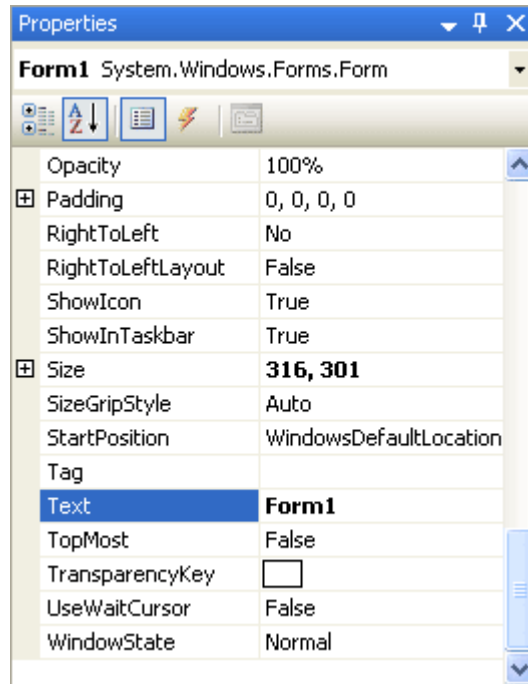 Properties
Form1 System.Windows.Forms.Form
Opacity 100%
Padding 0, 0, 0, 0
RightToLeft No
RightToLeftLayout False
ShowIcon True
ShowInTaskbar True
Size 316, 301
SizeGripStyle Auto
StartPosition WindowsDefaultLocation
Tag
Text Form1
TopMost False
TransparencyKey
UseWaitCursor False
WindowState Normal